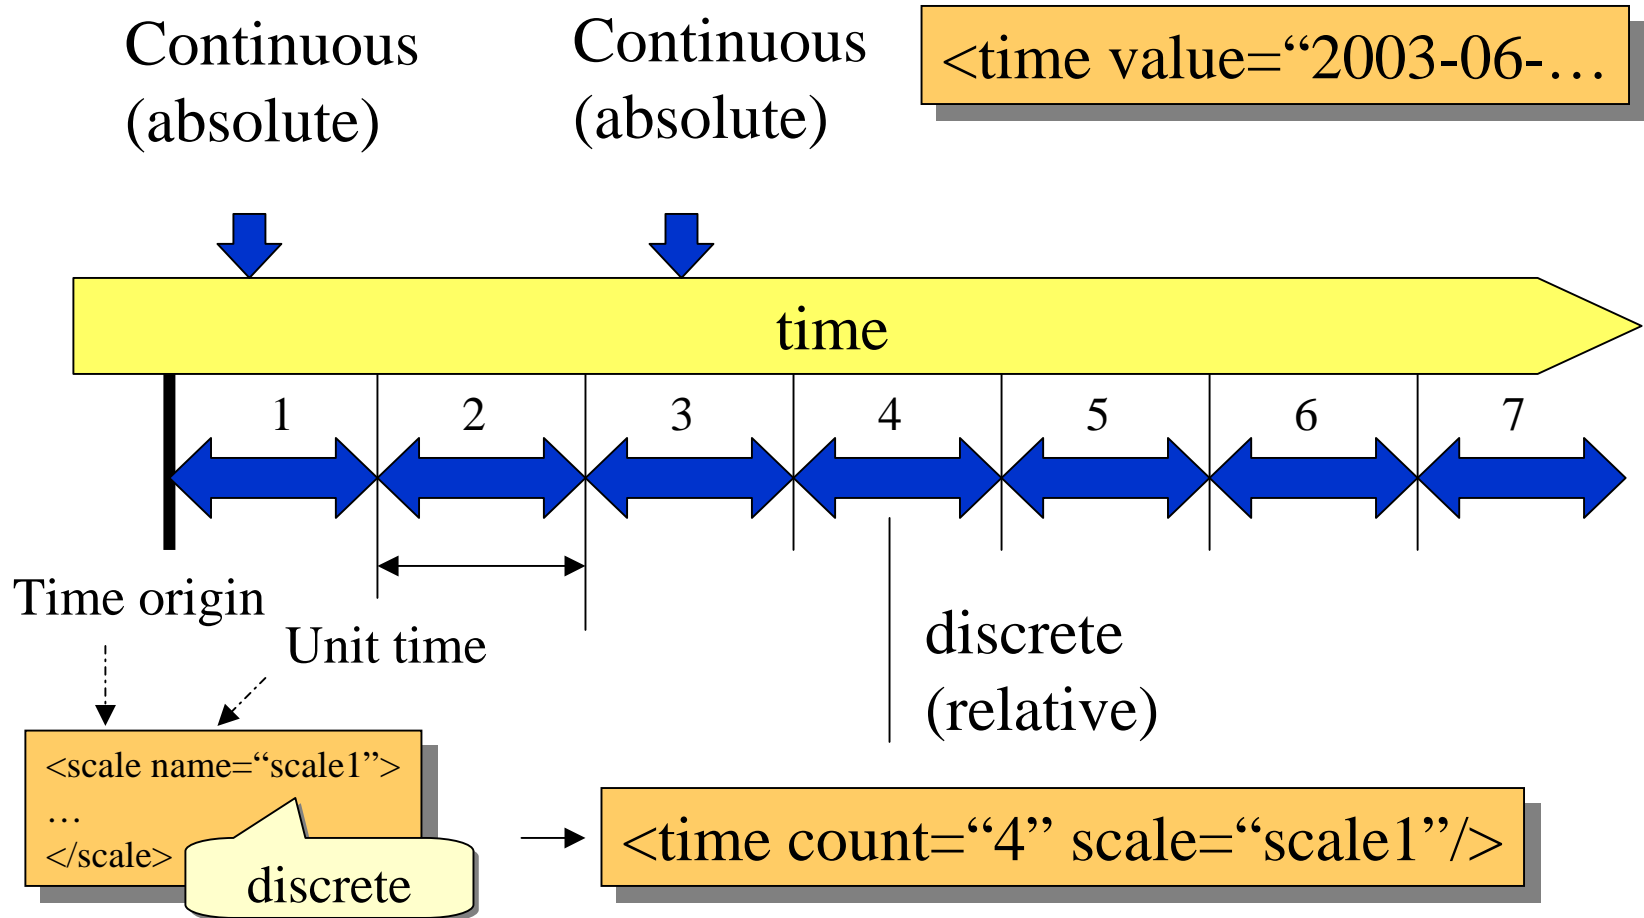 Continuous
(absolute)
Continuous
(absolute)
<time value=“2003-06-…
time
1 2 3 4 5 6 7
Time origin
Unit time
discrete
(relative)
<scale name=“scale1”>
…
</scale>
discrete
<time count=“4” scale=“scale1”/>